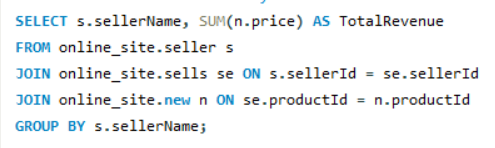 SELECT s.sellerName, SUM(n.price) AS TotalRevenue
FROM online_site.seller s
JOIN online_site.sells se ON s.sellerId = se.sellerId
JOIN online_site.new n ON se.productId = n.productId
GROUP BY s.sellerName;